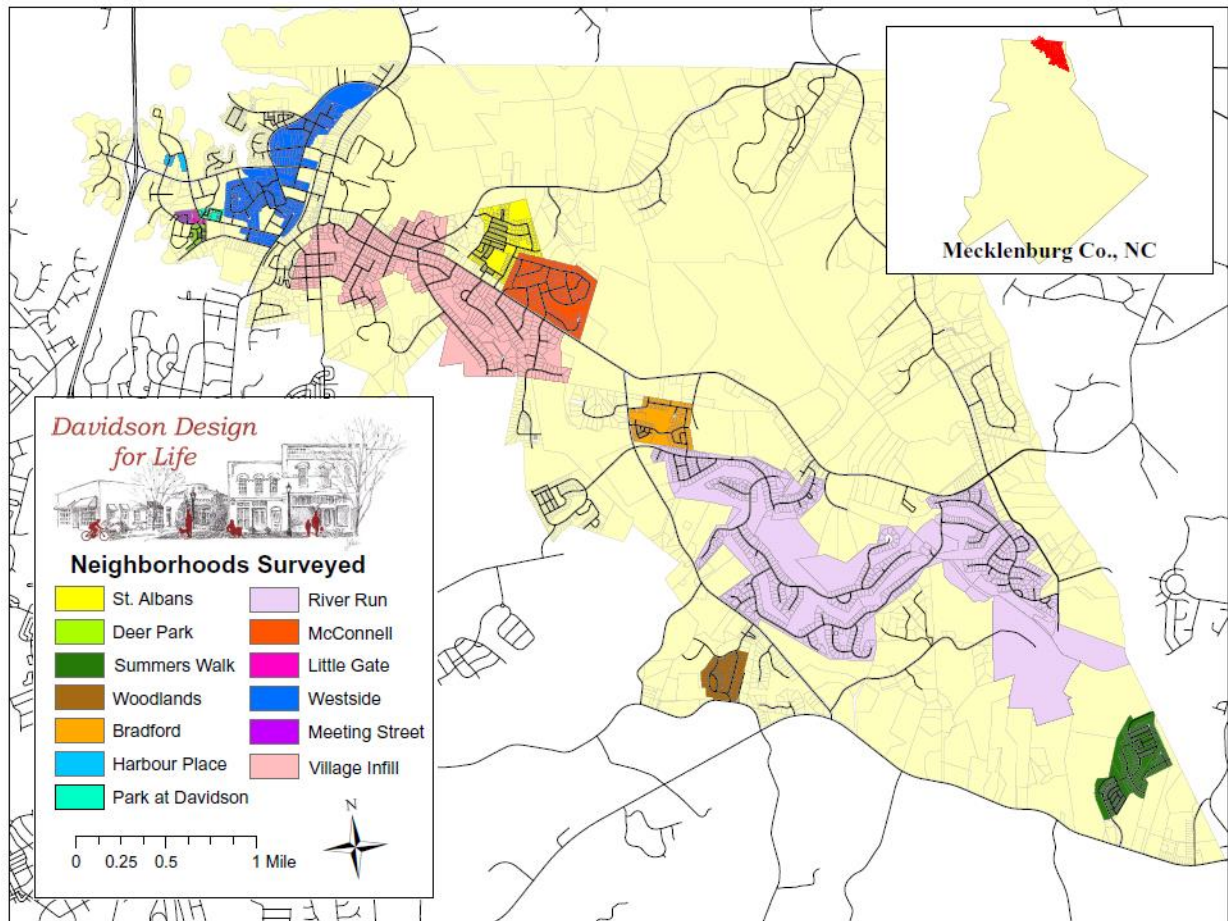 Mecklenburg Co., NC
Davidson Design
for Life
Neighborhoods Surveyed
St. Albans
Deer Park
Summers Walk
Woodlands
Bradford
Harbour Place
Park at Davidson
River Run
McConnell
Little Gate
Westside
Meeting Street
Village Infill
N
0 0.25 0.5 1 Mile